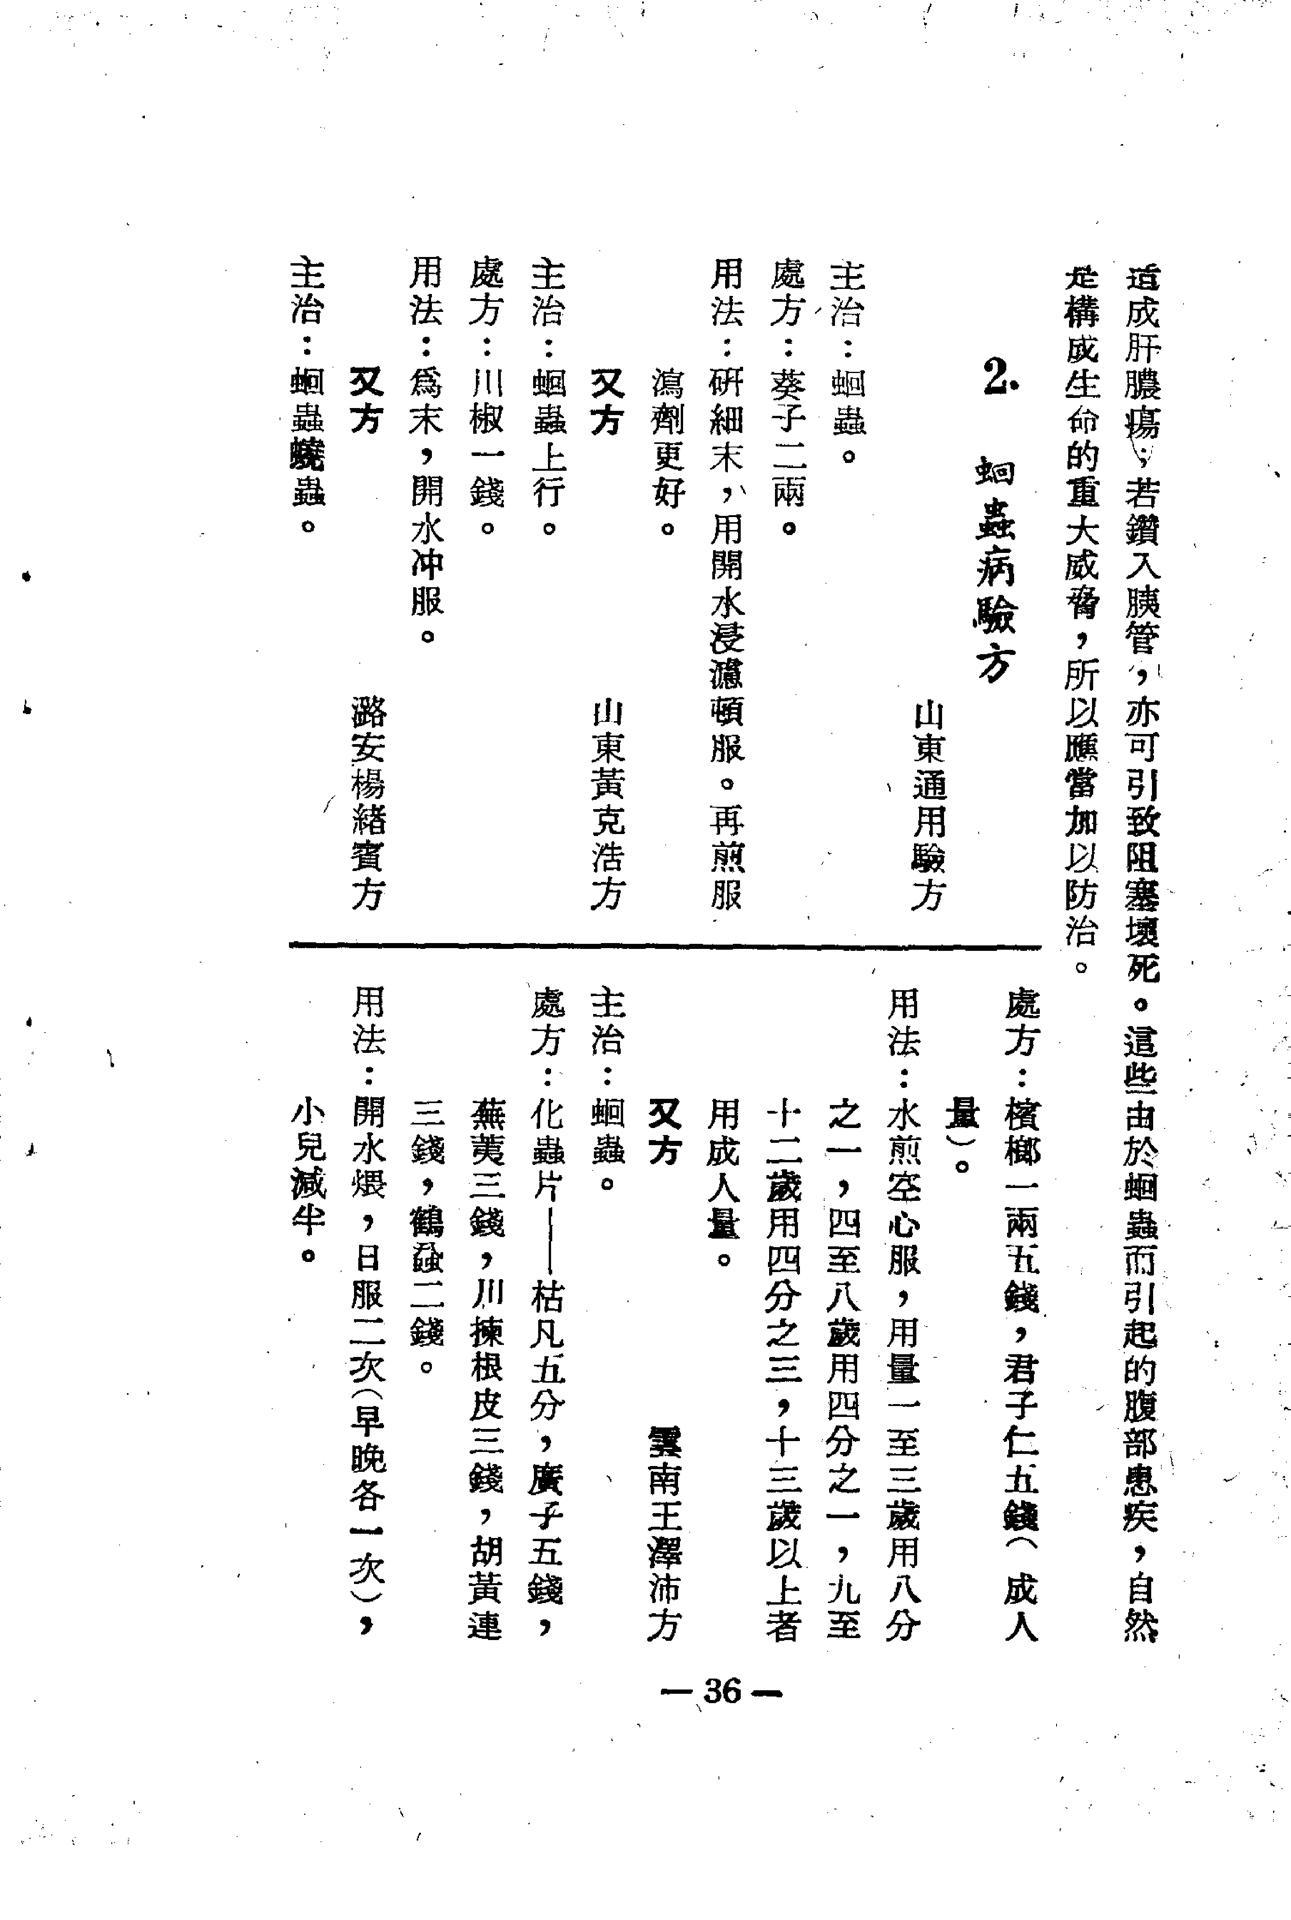 造成肝膿瘍；若鑽入胰管，亦可引致阻塞壞死。這些由於蛔蟲而引起的腹部患疾，自然
是構成生命的重大威脅，所以應當加以防治。
2. 蛔蟲病驗方
山東通用驗方
主治：蛔蟲。
處方：葵子二兩。
用法：研細末，用開水浸濾頓服。再煎服
瀉劑更好。
又方　山東黃克浩方
主治：蛔蟲上行。
處方：川椒一錢。
用法：爲末，開水冲服。
又方　潞安楊緒賓方
主治：蛔蟲蟯蟲。
處方：檳榔一兩五錢，君子仁五錢（成人
量）。
用法：水煎空心服，用量一至三歲用八分
之一，四至八歲用四分之一，九至
十二歲用四分之三，十三歲以上者
用成人量。
又方　雲南王澤沛方
主治：蛔蟲。
處方：化蟲片——枯凡五分，廣子五錢，
蕪荑三錢，川揀根皮三錢，胡黃連
三錢，鶴蝨二錢。
用法：開水煨，日服二次（早晚各一次），
小兒減半。
— 36 —